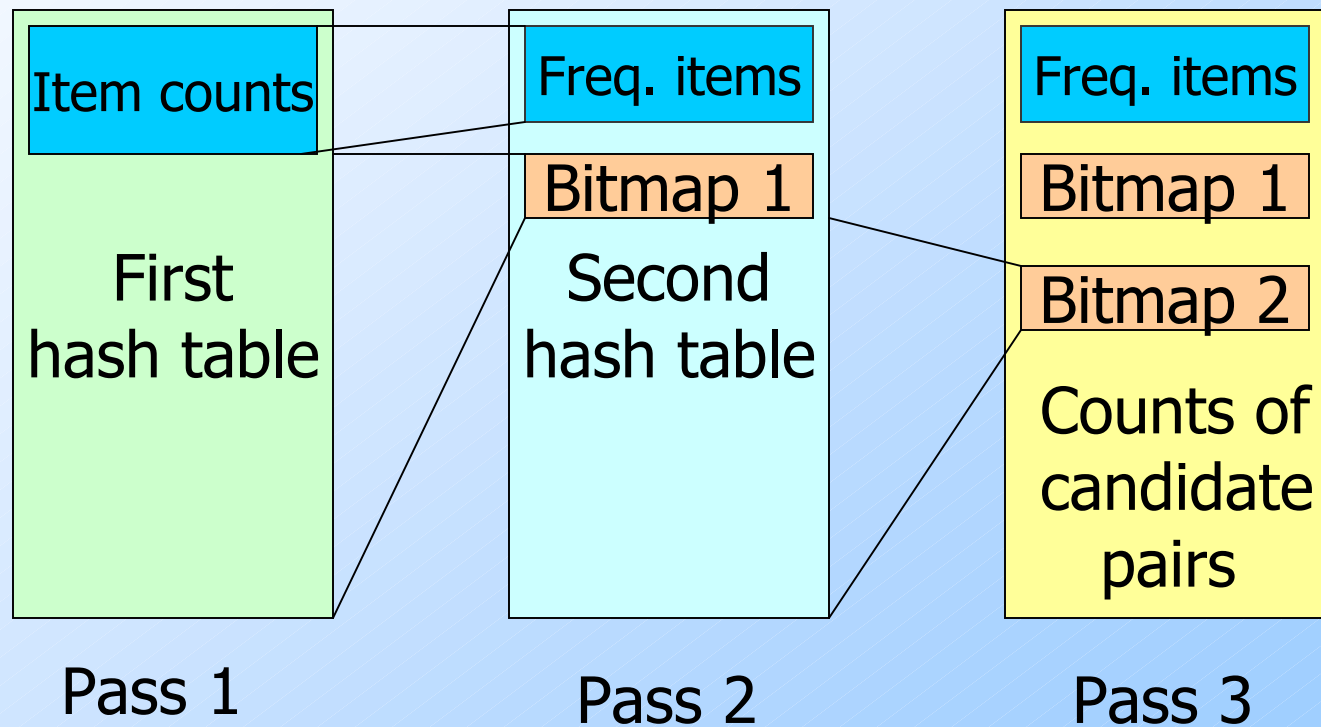 Item counts
First
hash table
Pass 1
Freq. items
Bitmap 1
Second
hash table
Pass 2
Freq. items
Bitmap 1
Bitmap 2
Counts of
candidate
pairs
Pass 3